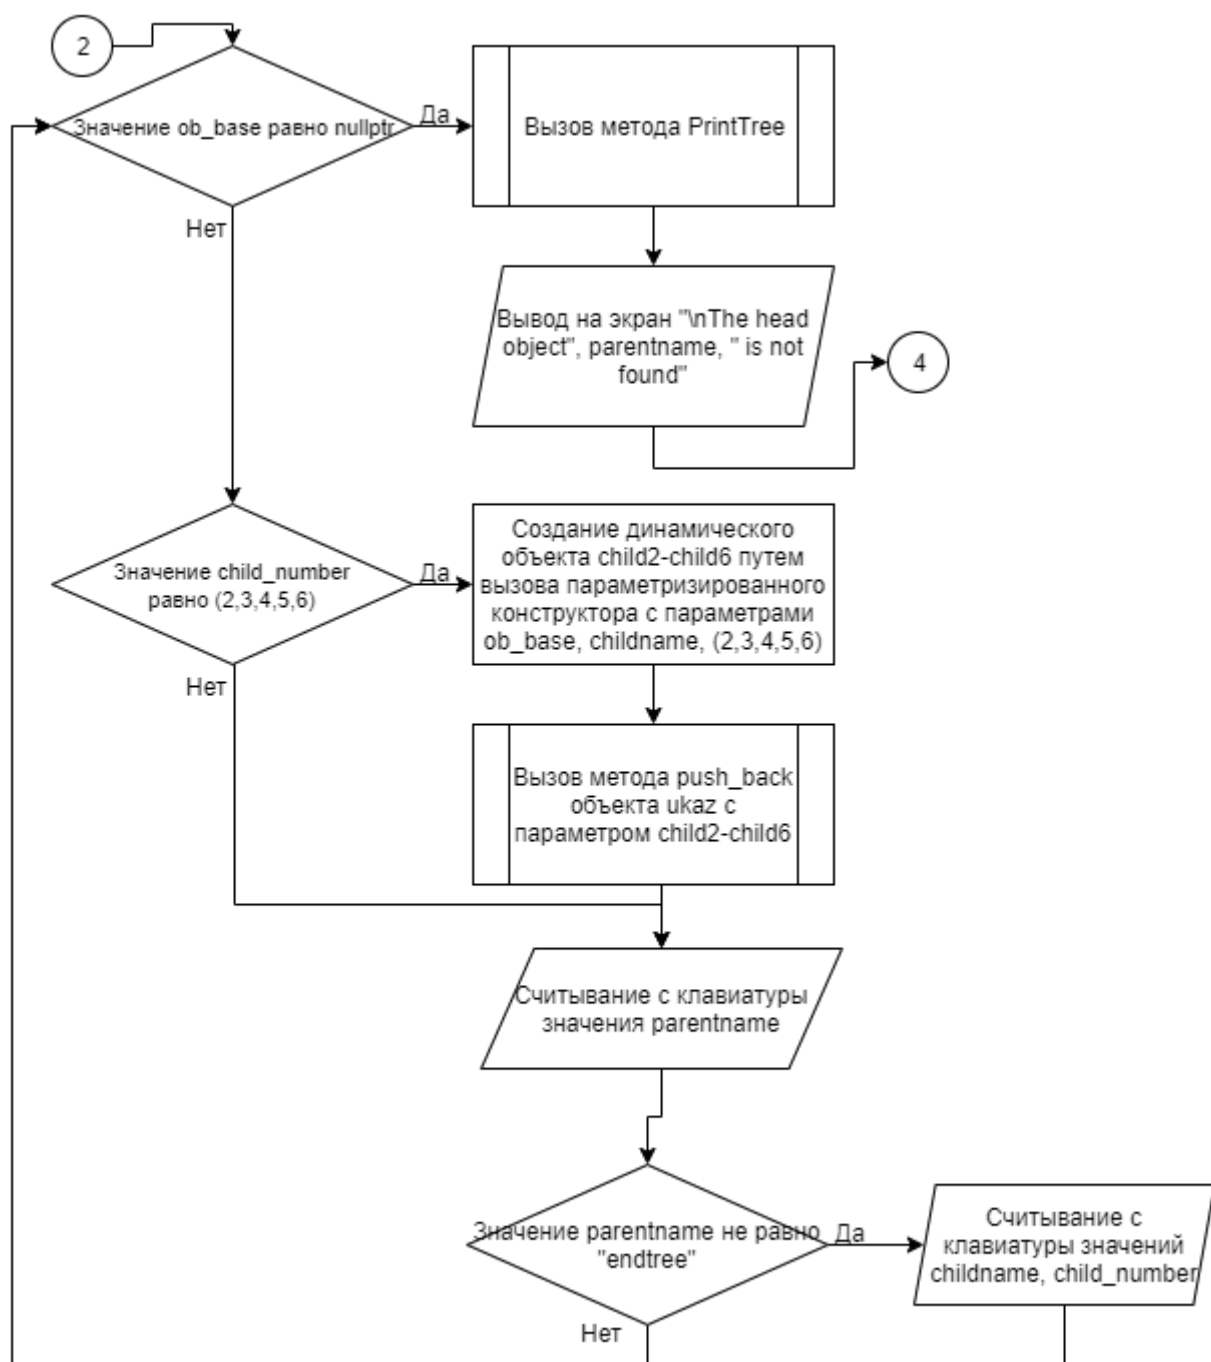 2
Значение ob_base равно nullptr
Да
Вызов метода PrintTree
Нет
Вывод на экран "\nThe head
object", parentname, " is not
found"
4
Значение child_number
равно (2,3,4,5,6)
Да
Создание динамического
объекта child2-child6 путем
вызова параметризированного
конструктора с параметрами
ob_base, childname, (2,3,4,5,6)
Нет
Вызов метода push_back
объекта ukaz с
параметром child2-child6
Считывание с клавиатуры
значения parentname
Значение parentname не равно
"endtree"
Да
Считывание с
клавиатуры значений
childname, child_number
Нет